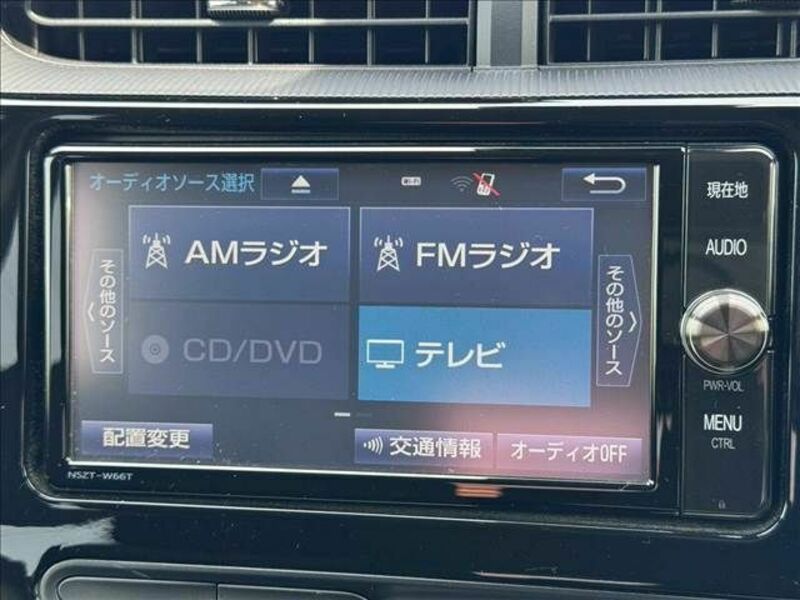 オーディオソース選択
Wi-Fi
現在地
AMラジオ
FMラジオ
AUDIO
その他のソース
その他のソース
CD/DVD
テレビ
PWR-VOL
配置変更
交通情報
オーディオOFF
MENU
CTRL
NSZT-W66T